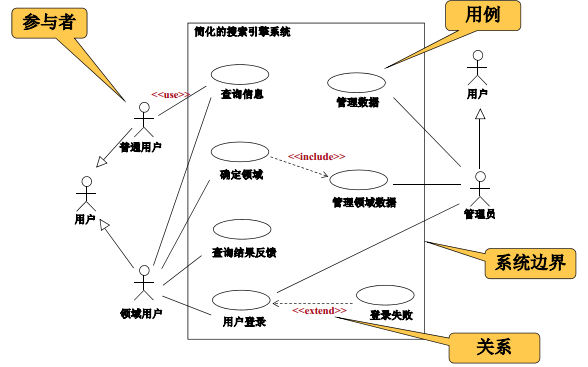 参与者
用例
简化的搜索引擎系统
<<use>>
查询信息
管理数据
用户
普通用户
<<include>>
确定领域
管理领域数据
用户
管理员
查询结果反馈
系统边界
领域用户
用户登录
<<extend>>
登录失败
关系